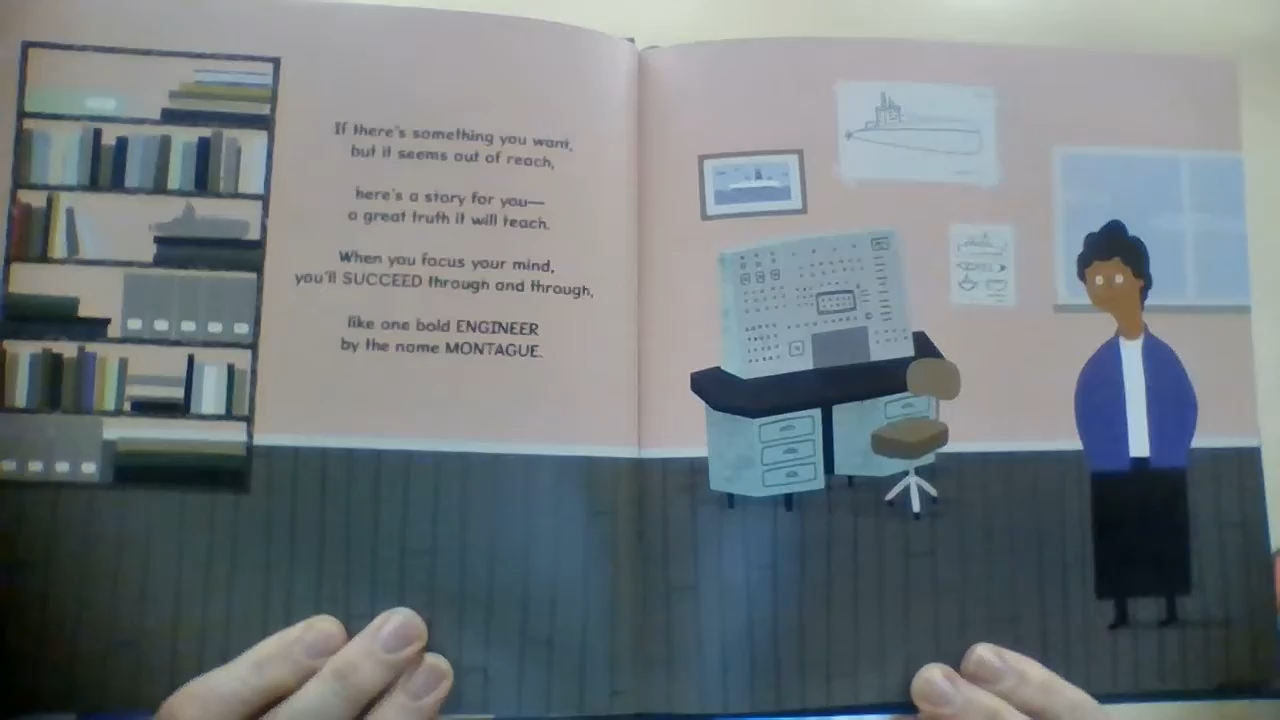 If there's something you want,
but it seems out of reach,
here's a story for you—
a great truth it will teach.
When you focus your mind,
you'll SUCCEED through and through,
like one bold ENGINEER
by the name MONTAGUE.